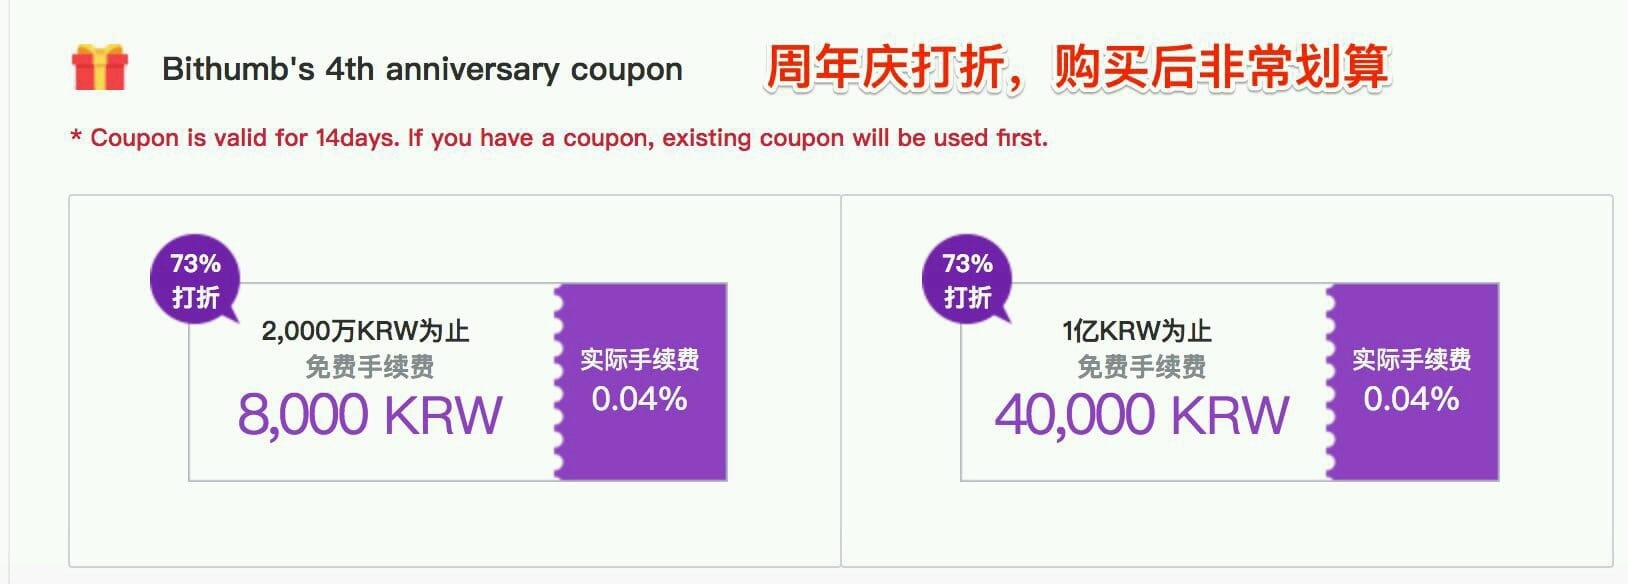 Bithumb's 4th anniversary coupon
周年庆打折，购买后非常划算
* Coupon is valid for 14days. If you have a coupon, existing coupon will be used first.
73%
打折
2,000万KRW为止
免费手续费
8,000 KRW
实际手续费
0.04%
73%
打折
1亿KRW为止
免费手续费
40,000 KRW
实际手续费
0.04%